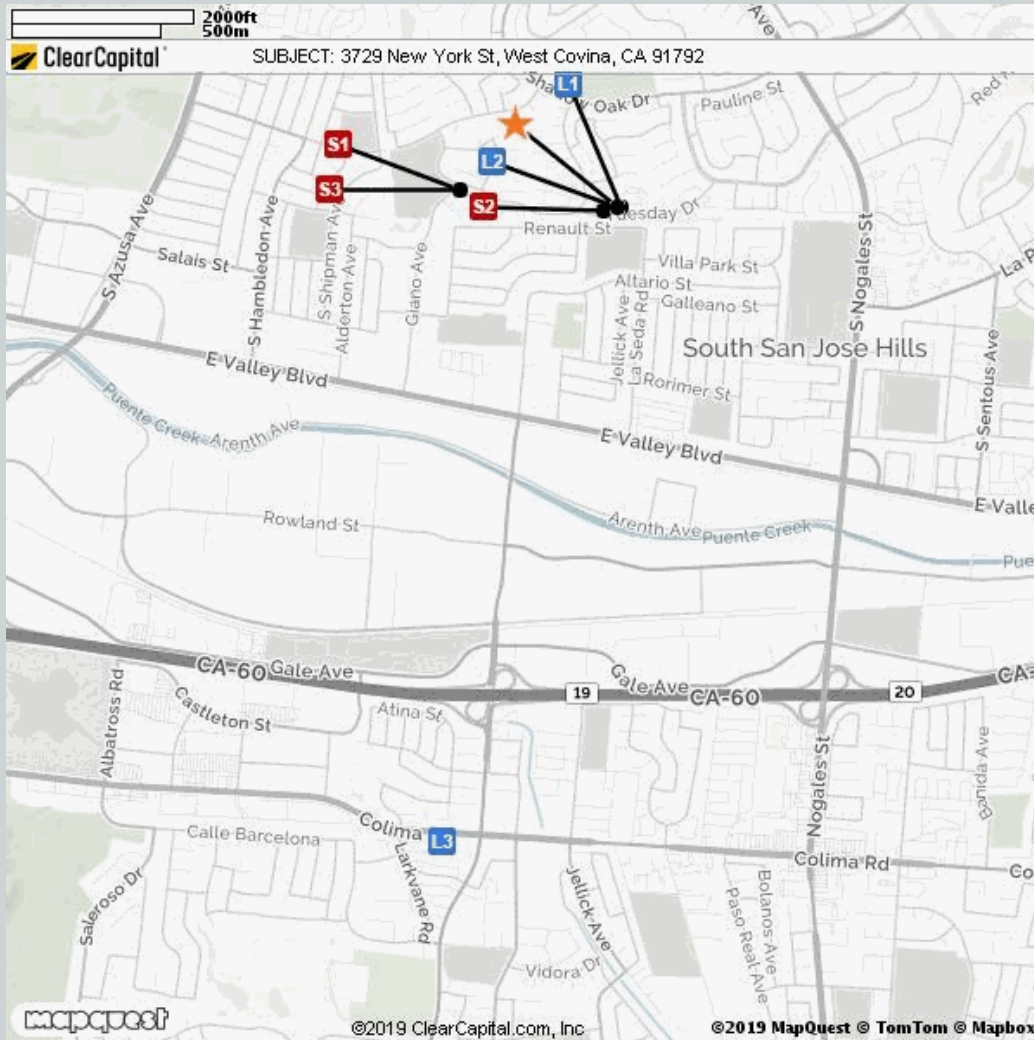 2000ft
500m
ClearCapital
SUBJECT: 3729 New York St, West Covina, CA 91792
Ave
L1
Oak Dr
Pauline St
S1
L2
S3
S2
Renault St
S Azusa Ave
S Hambledon Ave
S Shipman Av
Alderton Ave
Giano Ave
Salais St
Villa Park St
Altario St
Galleano St
Jellick Ave
La Seda Rd
S Nogales St
South San Jose Hills
S Sentous Ave
E Valley Blvd
Rorimer St
Puente Creek
Arenth Ave
E Valley Blvd
E Valle
Rowland St
Arenth Ave
Puente Creek
Pue
CA-60
Gale Ave
19
Gale Ave
CA-60
20
Albatross Rd
Castleton St
Atina St
Nogales St
Banida Ave
Colima
L3
Calle Barcelona
Larkvane Rd
Colima Rd
Co
Saleroso Dr
Jellick Ave
Bolanos Ave
Paso Real Ave
Vidora Dr
mapquest
©2019 ClearCapital.com, Inc
©2019 MapQuest © TomTom © Mapbox